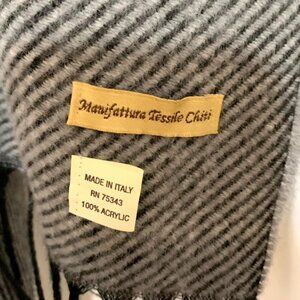 Manifattura Tessile Chiti
MADE IN ITALY
RN 75343
100% ACRYLIC